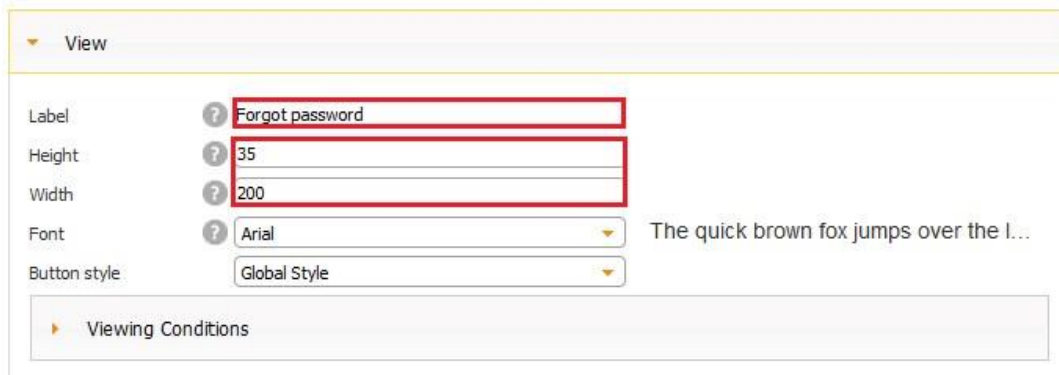 View
Label ? Forgot password
Height ? 35
Width ? 200
Font ? Arial The quick brown fox jumps over the l...
Button style Global Style
Viewing Conditions